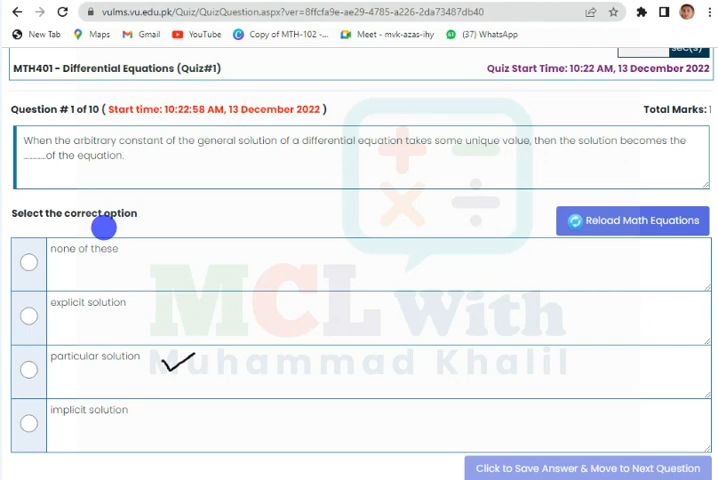 vulms.vu.edu.pk/Quiz/QuizQuestion.aspx?ver=8ffcfa9e-ae29-4785-a226-2da73487db40
New Tab Maps Gmail YouTube Copy of MTH-102 -... Meet - mvk-azas-ihy (37) WhatsApp
sec(s)
MTH401 - Differential Equations (Quiz#1) Quiz Start Time: 10:22 AM, 13 December 2022
Question # 1 of 10 ( Start time: 10:22:58 AM, 13 December 2022 ) Total Marks: 1
When the arbitrary constant of the general solution of a differential equation takes some unique value, then the solution becomes the
..........of the equation.
Select the correct option
Reload Math Equations
none of these
explicit solution
MCL With
particular solution
Muhammad Khalil
implicit solution
Click to Save Answer & Move to Next Question